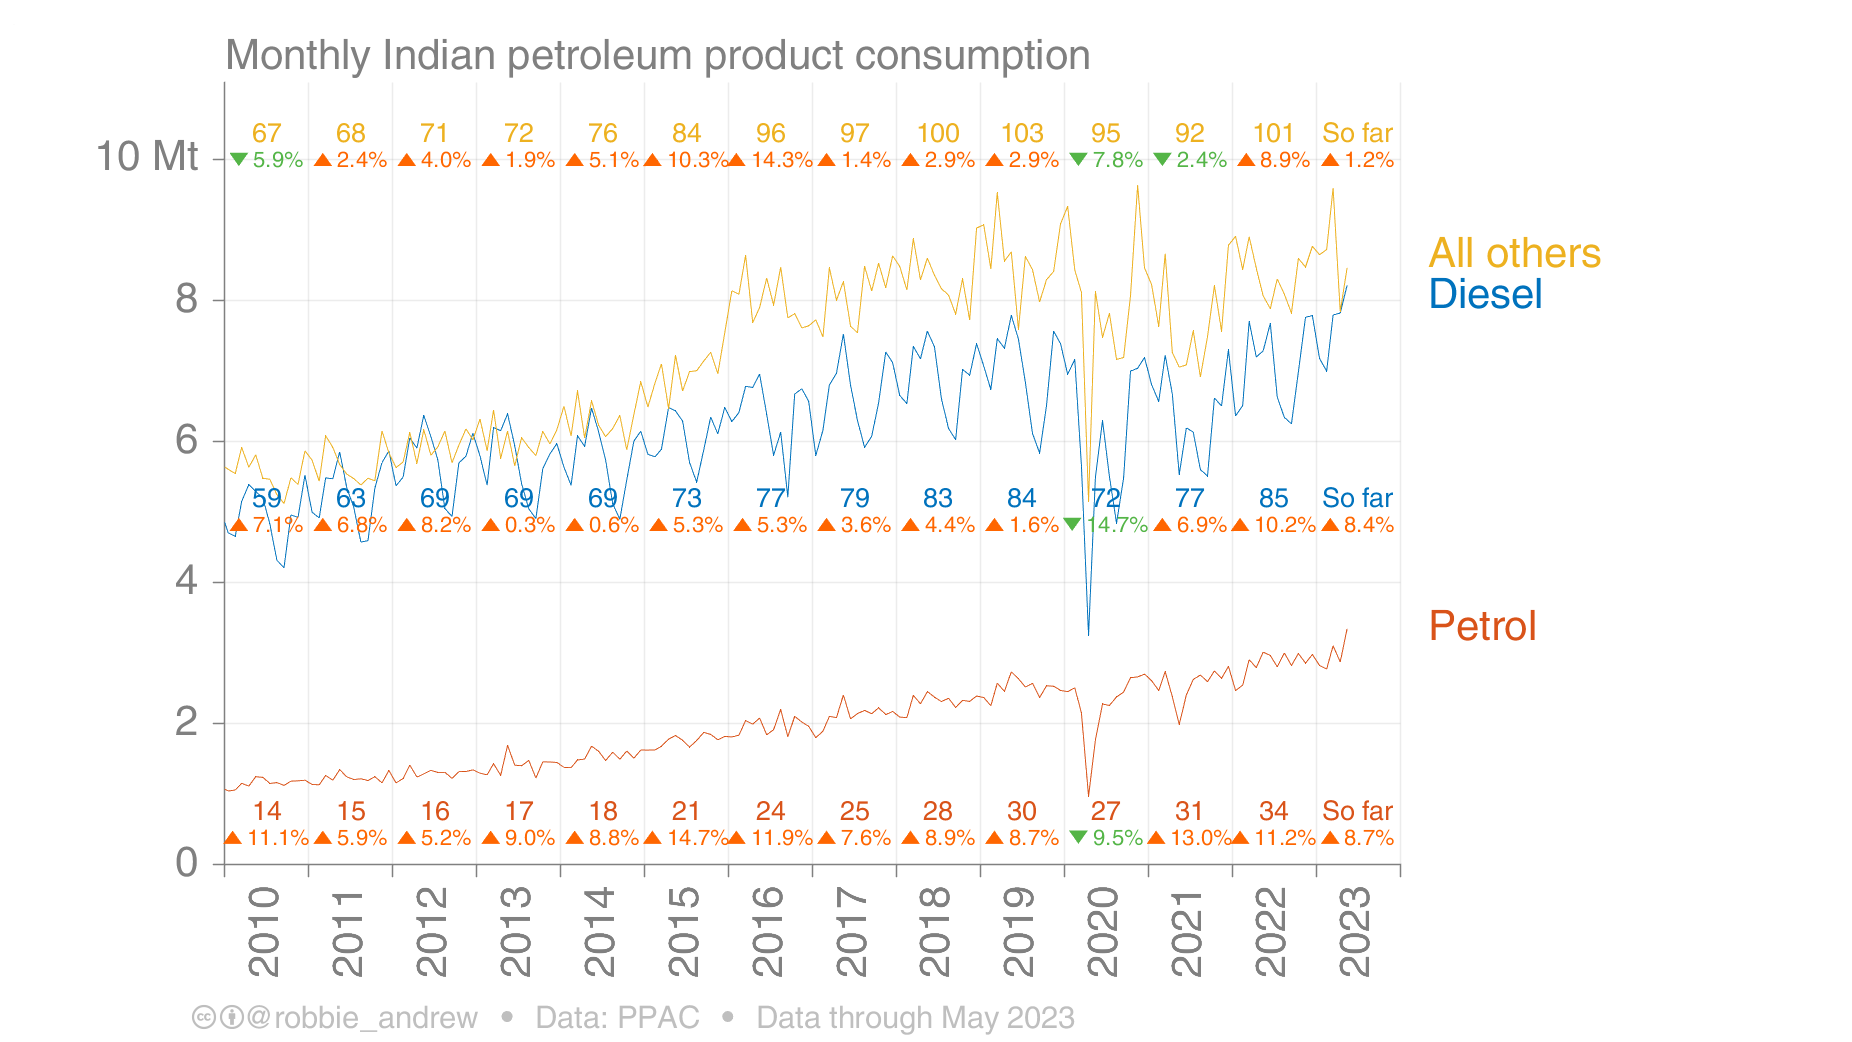 Monthly Indian petroleum product consumption
67 68 71 72 76 84 96 97 100 103 95 92 101 So far
10 Mt ▼ 5.9% ▲ 2.4% ▲ 4.0% ▲ 1.9% ▲ 5.1% ▲ 10.3% ▲ 14.3% ▲ 1.4% ▲ 2.9% ▲ 2.9% ▼ 7.8% ▼ 2.4% ▲ 8.9% ▲ 1.2%
All others
8 Diesel
6
59 63 69 69 69 73 77 79 83 84 72 77 85 So far
▲ 7.1% ▲ 6.8% ▲ 8.2% ▲ 0.3% ▲ 0.6% ▲ 5.3% ▲ 5.3% ▲ 3.6% ▲ 4.4% ▲ 1.6% ▼ 14.7% ▲ 6.9% ▲ 10.2% ▲ 8.4%
4
Petrol
2
14 15 16 17 18 21 24 25 28 30 27 31 34 So far
▲ 11.1% ▲ 5.9% ▲ 5.2% ▲ 9.0% ▲ 8.8% ▲ 14.7% ▲ 11.9% ▲ 7.6% ▲ 8.9% ▲ 8.7% ▼ 9.5% ▲ 13.0% ▲ 11.2% ▲ 8.7%
0
2010 2011 2012 2013 2014 2015 2016 2017 2018 2019 2020 2021 2022 2023
cc @robbie_andrew • Data: PPAC • Data through May 2023